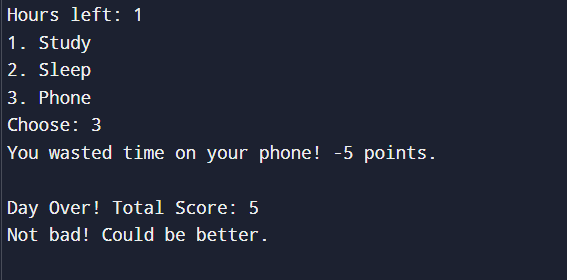 Hours left: 1
1. Study
2. Sleep
3. Phone
Choose: 3
You wasted time on your phone! -5 points.
Day Over! Total Score: 5
Not bad! Could be better.